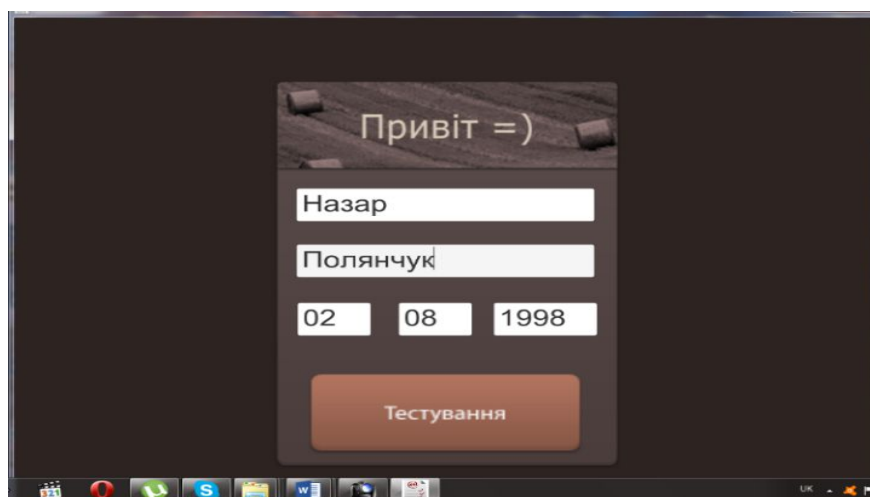 Привіт =)
Назар
Полянчук
02 08 1998
Тестування
UK